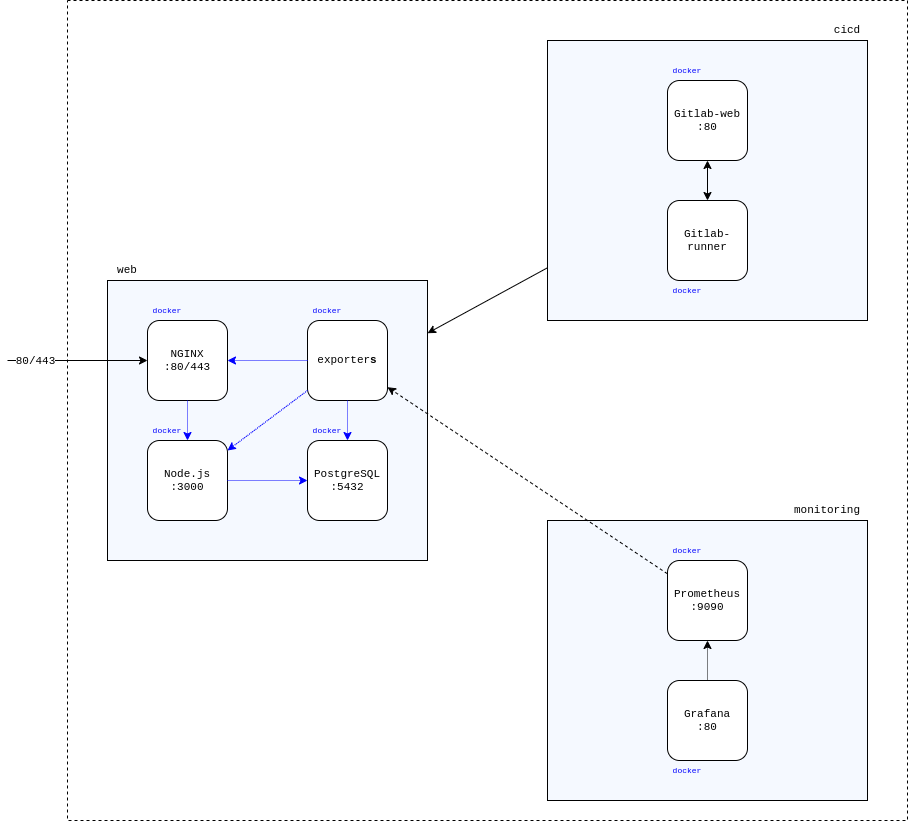 cicd
docker
Gitlab-web
:80
Gitlab-
runner
docker
web
docker
docker
NGINX
:80/443
exporters
80/443
docker
docker
Node.js
:3000
PostgreSQL
:5432
monitoring
docker
Prometheus
:9090
Grafana
:80
docker